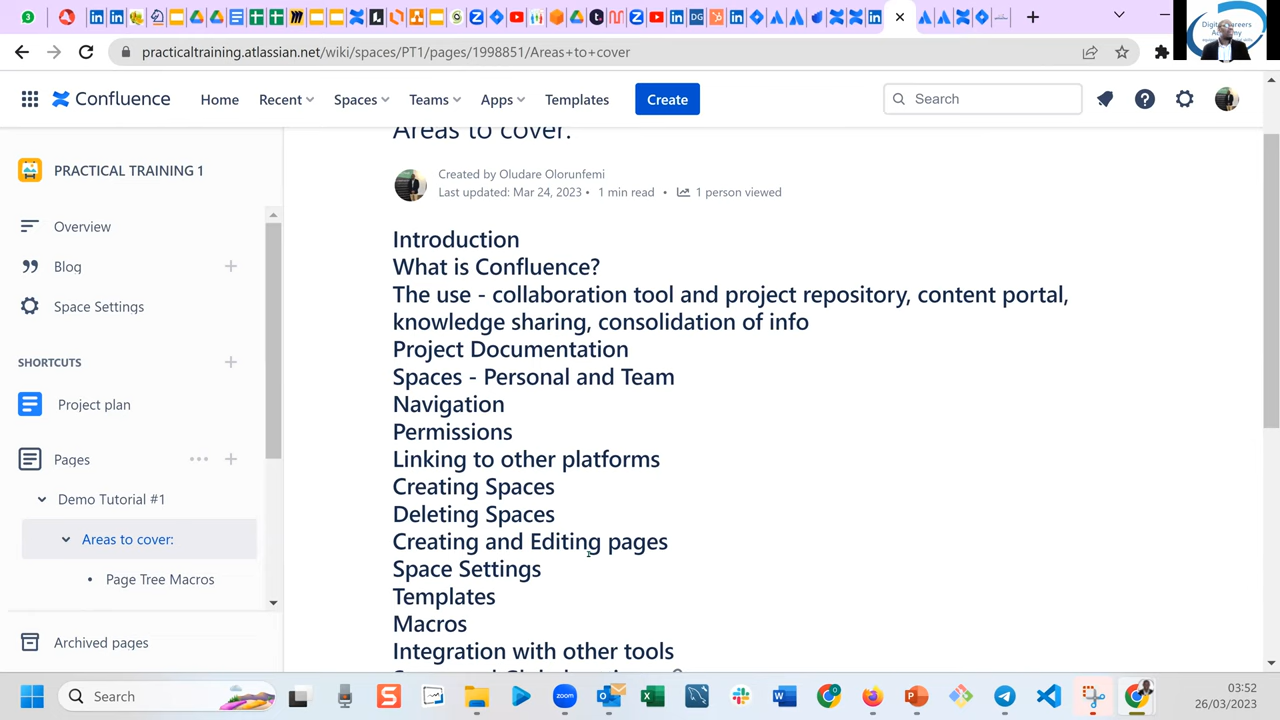 practicaltraining.atlassian.net/wiki/spaces/PT1/pages/1998851/Areas+to+cover
Digital Careers
Academy
Confluence
Home
Recent
Spaces
Teams
Apps
Templates
Create
Search
Areas to cover:
PRACTICAL TRAINING 1
Overview
Blog
Space Settings
SHORTCUTS
Project plan
Pages
Demo Tutorial #1
Areas to cover:
Page Tree Macros
Archived pages
Created by Oludare Olorunfemi
Last updated: Mar 24, 2023 • 1 min read • 1 person viewed
Introduction
What is Confluence?
The use - collaboration tool and project repository, content portal,
knowledge sharing, consolidation of info
Project Documentation
Spaces - Personal and Team
Navigation
Permissions
Linking to other platforms
Creating Spaces
Deleting Spaces
Creating and Editing pages
Space Settings
Templates
Macros
Integration with other tools
Search
zoom
03:52
26/03/2023